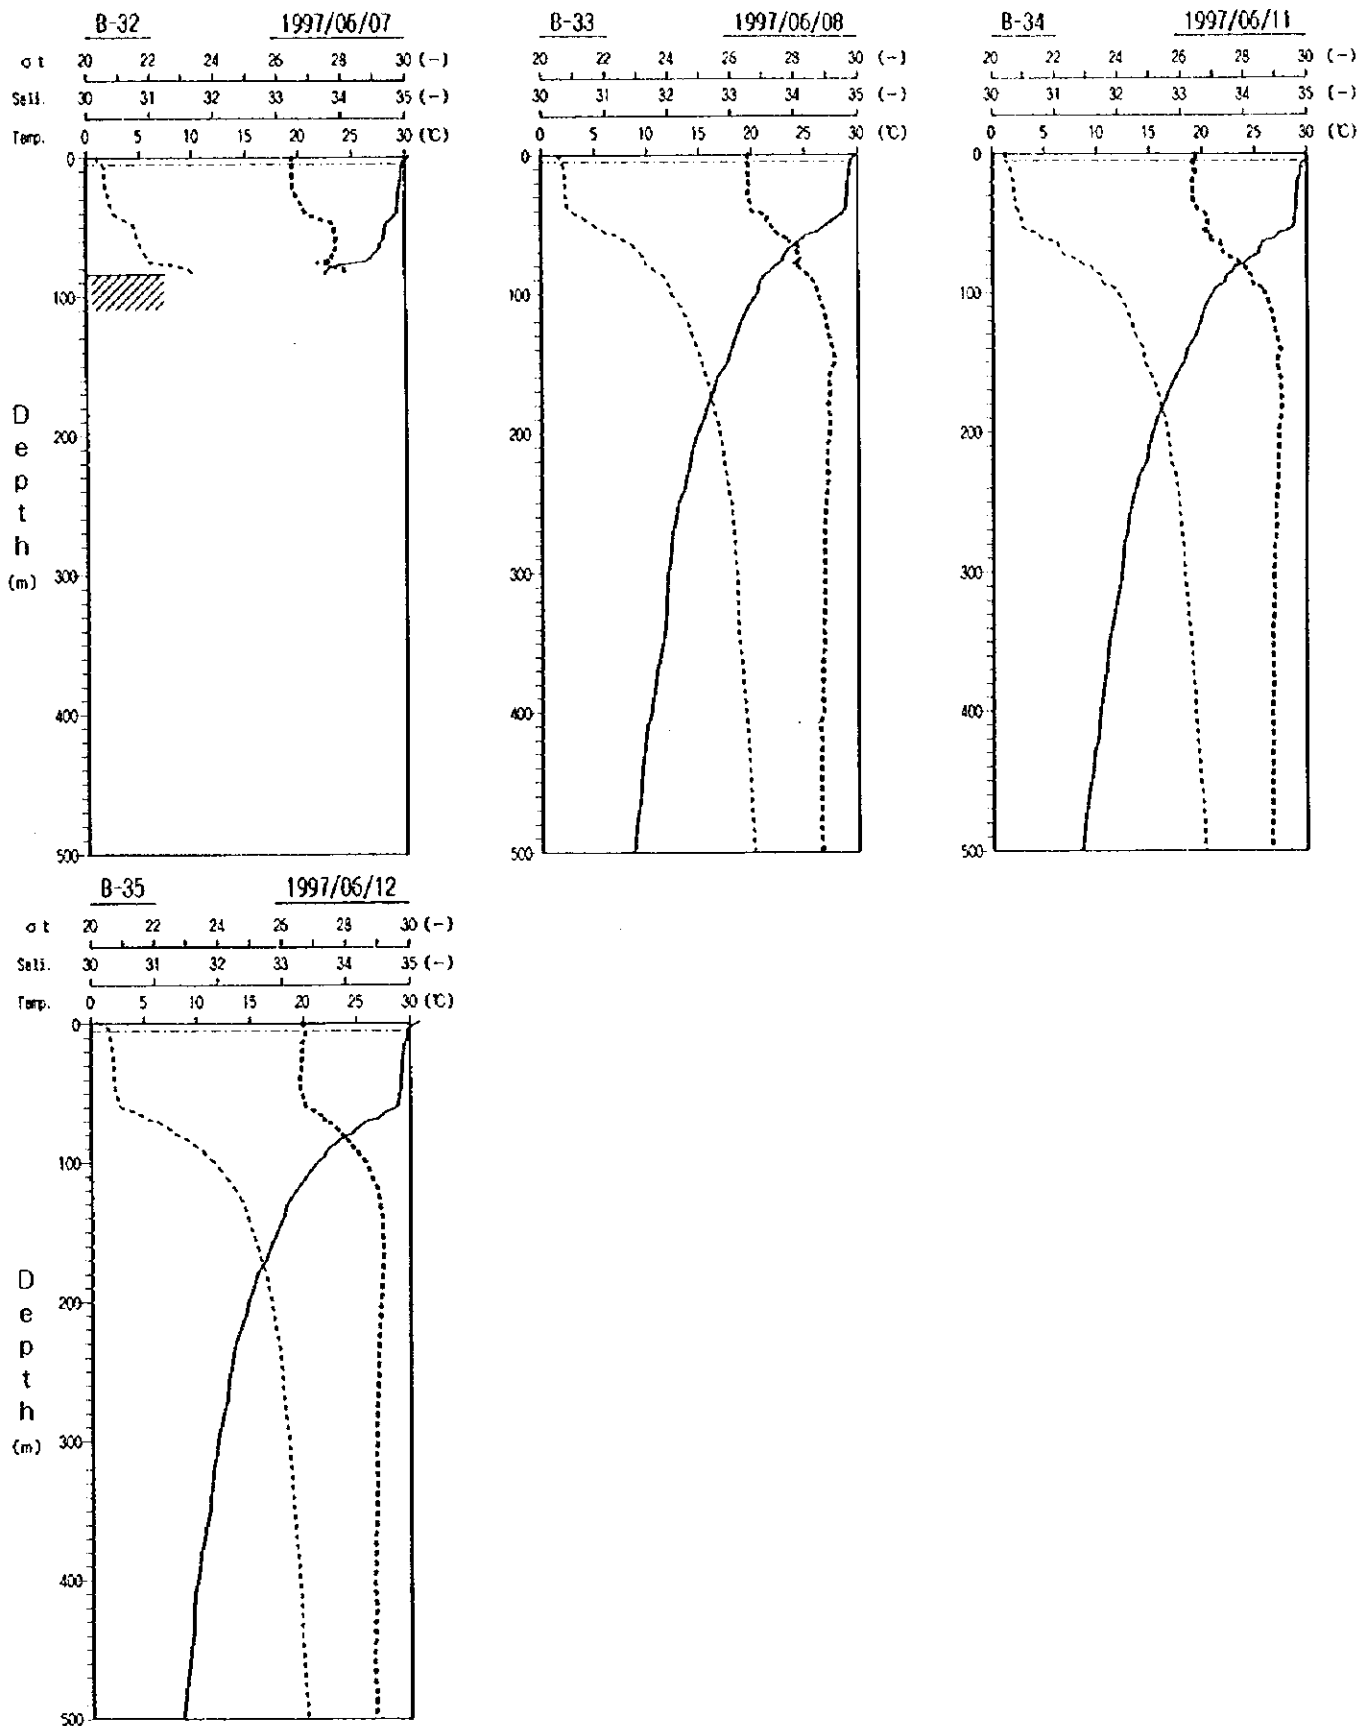 B-32 1997/06/07
σt 20 22 24 26 28 30 (-)
Sali. 30 31 32 33 34 35 (-)
Temp. 0 5 10 15 20 25 30 (℃)
0
100
200
300
400
500
Depth
(m)
B-33 1997/06/08
20 22 24 26 28 30 (-)
30 31 32 33 34 35 (-)
0 5 10 15 20 25 30 (℃)
0
100
200
300
400
500
B-34 1997/06/11
20 22 24 26 28 30 (-)
30 31 32 33 34 35 (-)
0 5 10 15 20 25 30 (℃)
0
100
200
300
400
500
B-35 1997/06/12
σt 20 22 24 26 28 30 (-)
Sali. 30 31 32 33 34 35 (-)
Temp. 0 5 10 15 20 25 30 (℃)
0
100
200
300
400
500
Depth
(m)